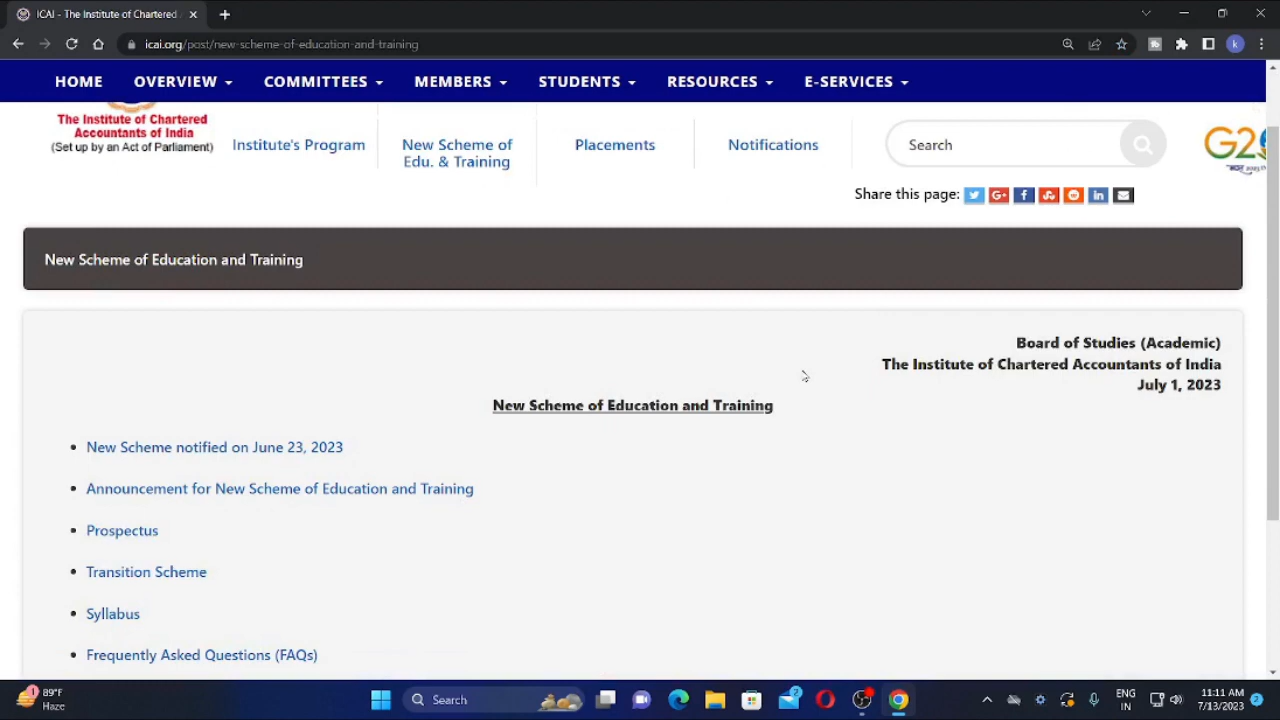 ICAI - The Institute of Chartered
icai.org/post/new-scheme-of-education-and-training
k
HOME OVERVIEW COMMITTEES MEMBERS STUDENTS RESOURCES E-SERVICES
The Institute of Chartered
Accountants of India
(Set up by an Act of Parliament)
Institute's Program
New Scheme of
Edu. & Training
Placements
Notifications
Search
G2
Share this page:
New Scheme of Education and Training
Board of Studies (Academic)
The Institute of Chartered Accountants of India
July 1, 2023
New Scheme of Education and Training
• New Scheme notified on June 23, 2023
• Announcement for New Scheme of Education and Training
• Prospectus
• Transition Scheme
• Syllabus
• Frequently Asked Questions (FAQs)
1
89°F
Haze
Search
2
ENG
IN
11:11 AM
7/13/2023
2